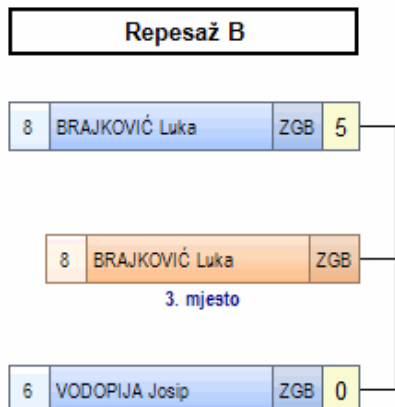 Repesaž B
8 BRAJKOVIĆ Luka ZGB 5
8 BRAJKOVIĆ Luka ZGB
3. mjesto
6 VODOPIJA Josip ZGB 0